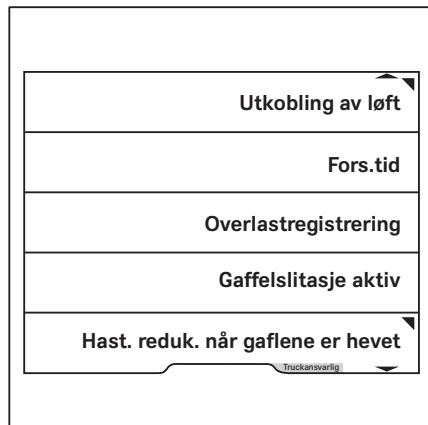 Utkobling av løft
Fors.tid
Overlastregistrering
Gaffelslitasje aktiv
Hast. reduk. når gaflene er hevet
Truckansvarlig